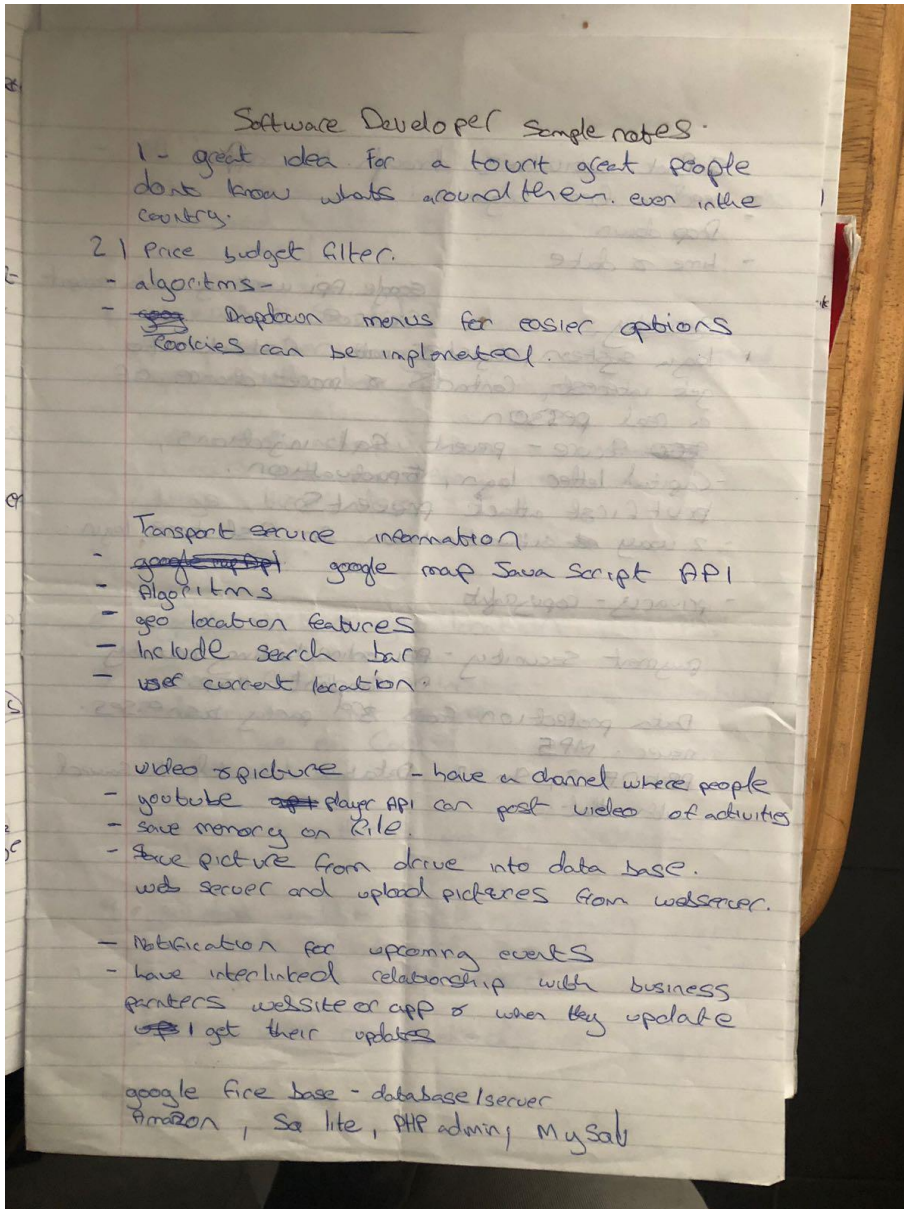 Software Developer Sample notes.
1 - great idea for a tourit great people
dont know whats around them. even in the
country.
2 | Price budget filter.
- algoritms -
- Dropdown menus for easier options
Cookies can be implonated.
Transport service information
- google map Java Script API
- Algoritms
- geo location features
- Include search bar
- user current location.
video & picture - have a channel where people
- youtube player API can post video of activities
- save memory on file.
- Save picture from drive into data base.
web server and upload pictures from webserver.
- Notification for upcoming events
- have interlinked relationship with business
parnters website or app & when they update
I get their updates
google fire base - database/server
Amazon, Sq lite, PHP admin,